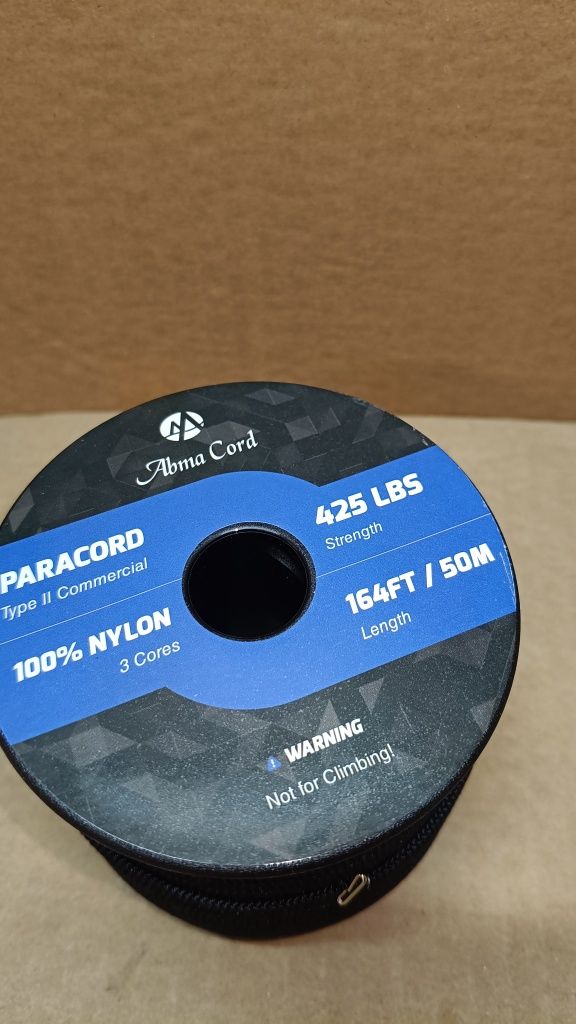 Abma Cord
PARACORD
Type II Commercial
425 LBS
Strength
100% NYLON
3 Cores
164FT / 50M
Length
WARNING
Not for Climbing!